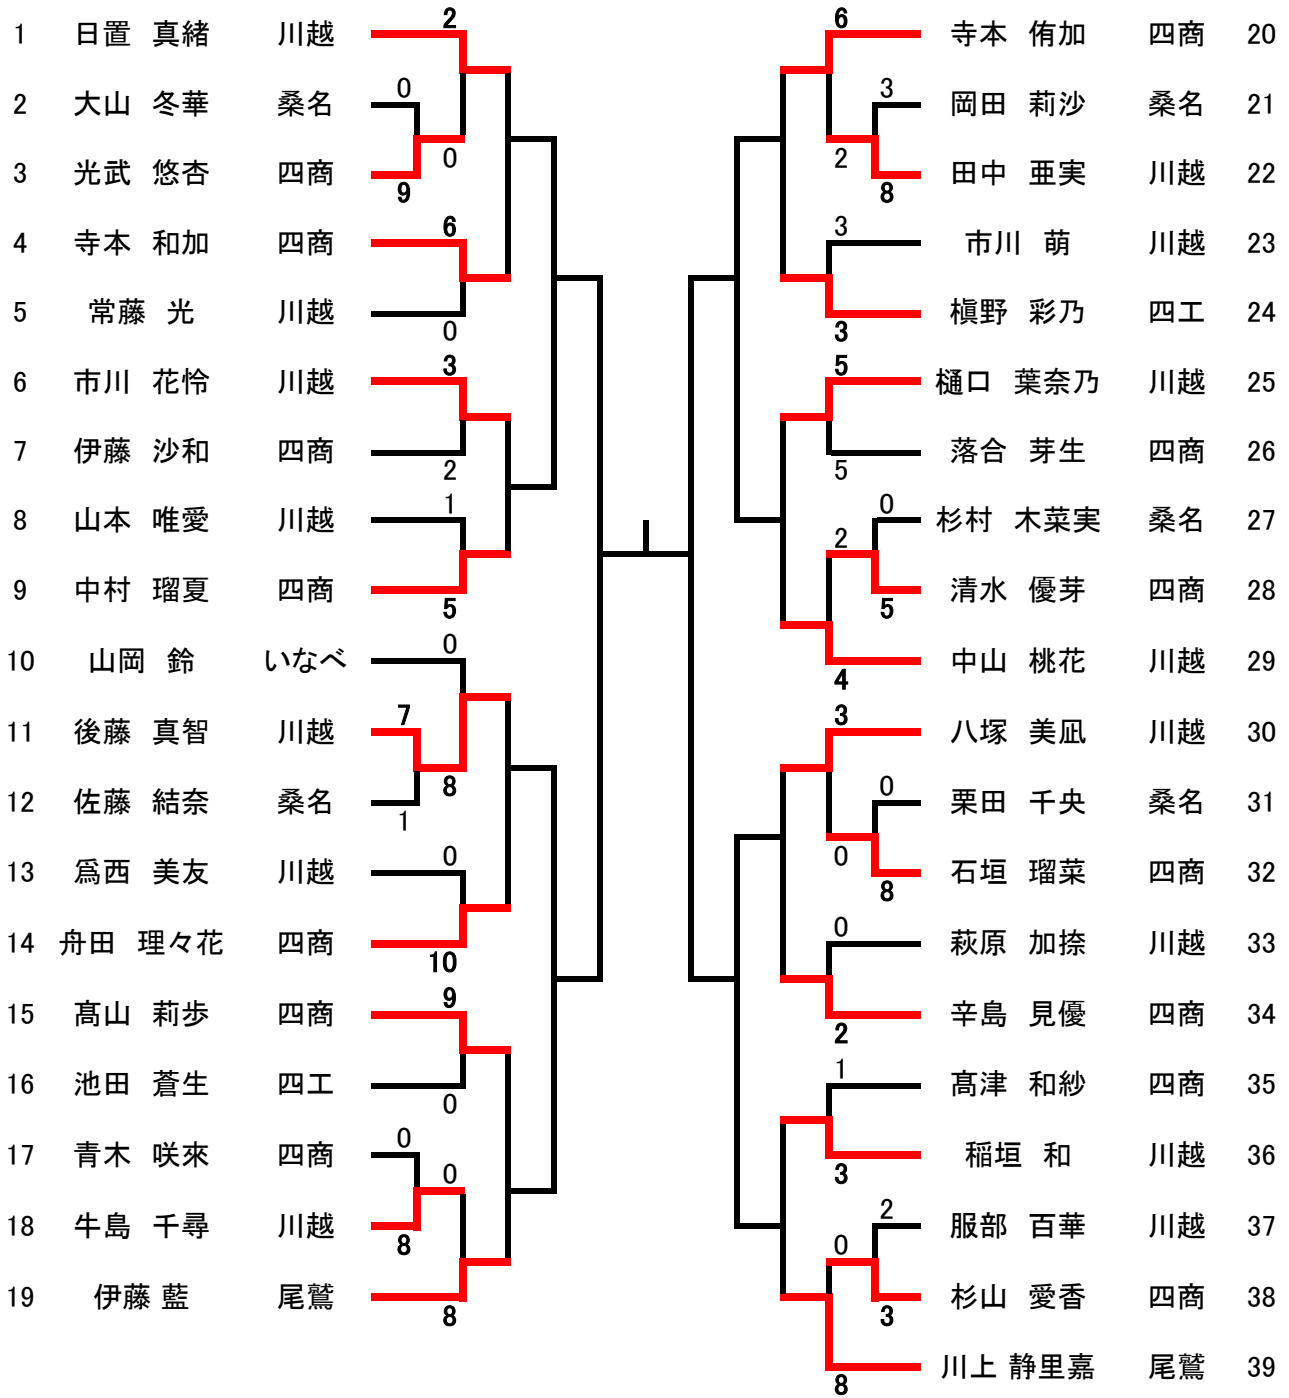 2 6
1 日置 真緒 川越 寺本 侑加 四商 20
0 3
2 大山 冬華 桑名 岡田 莉沙 桑名 21
0 2
3 光武 悠杏 四商 田中 亜実 川越 22
9 8
6 3
4 寺本 和加 四商 市川 萌 川越 23
5 常藤 光 川越 槇野 彩乃 四工 24
0 3
3 5
6 市川 花怜 川越 樋口 葉奈乃 川越 25
7 伊藤 沙和 四商 落合 芽生 四商 26
2 5
1 0
8 山本 唯愛 川越 杉村 木菜実 桑名 27
2
9 中村 瑠夏 四商 清水 優芽 四商 28
5 5
0
10 山岡 鈴 いなべ 中山 桃花 川越 29
4
7 3
11 後藤 真智 川越 八塚 美凪 川越 30
8 0
12 佐藤 結奈 桑名 栗田 千央 桑名 31
1
0 0
13 爲西 美友 川越 石垣 瑠菜 四商 32
8
0
14 舟田 理々花 四商 萩原 加捺 川越 33
10
9
15 髙山 莉歩 四商 辛島 見優 四商 34
2
1
16 池田 蒼生 四工 髙津 和紗 四商 35
0
0
17 青木 咲來 四商 稲垣 和 川越 36
0 3
2
18 牛島 千尋 川越 服部 百華 川越 37
8 0
19 伊藤 藍 尾鷲 杉山 愛香 四商 38
8 3
川上 静里嘉 尾鷲 39
8